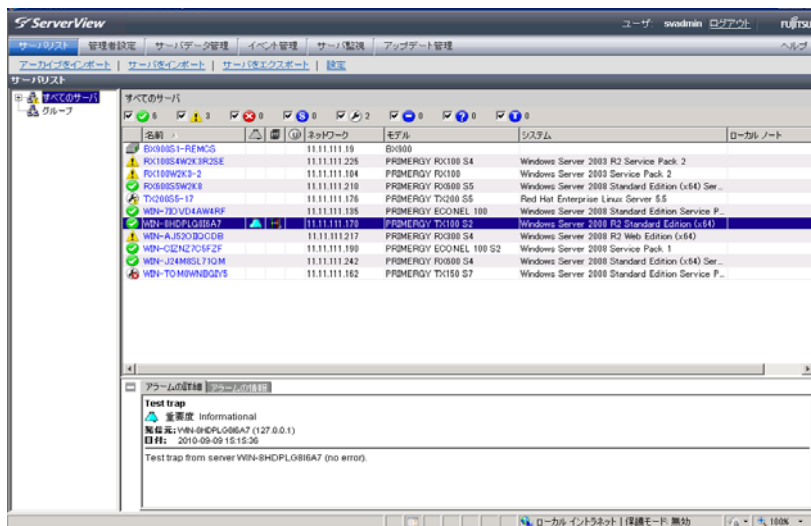 ServerView
ユーザ: svadmin ログアウト FUJITSU
サーバリスト 管理者設定 サーバデータ管理 イベント管理 サーバ監視 アップデート管理 ヘルプ
アーカイブをインポート | サーバをインポート | サーバをエクスポート | 設定
サーバリスト
すべてのサーバ
グループ
すべてのサーバ
6 3 0 0 2 0 0 0
名前 ネットワーク モデル システム ローカル ノート
BX900S1-REMCS 11.11.111.19 BX900
RX100S4W2K3R2SE 11.11.111.225 PRIMERGY RX100 S4 Windows Server 2003 R2 Service Pack 2
RX100W2K3-2 11.11.111.104 PRIMERGY RX100 Windows Server 2003 Service Pack 2
RX600S5W2K8 11.11.111.210 PRIMERGY RX600 S5 Windows Server 2008 Standard Edition (x64) Ser...
TX200S5-17 11.11.111.176 PRIMERGY TX200 S5 Red Hat Enterprise Linux Server 5.5
WIN-7IOVD4AW4RF 11.11.111.135 PRIMERGY ECONEL 100 Windows Server 2008 Standard Edition Service P...
WIN-8HDPLG8I6A7 11.11.111.170 PRIMERGY TX100 S2 Windows Server 2008 R2 Standard Edition (x64)
11.11.111.217 PRIMERGY RX300 S4 Windows Server 2008 R2 Web Edition (x64)
WIN-CIZNZ7C5FZF 11.11.111.190 PRIMERGY ECONEL 100 S2 Windows Server 2008 Service Pack 1
WIN-J24M8SL71QM 11.11.111.242 PRIMERGY RX600 S4 Windows Server 2008 Standard Edition (x64) Ser...
11.11.111.162 PRIMERGY TX150 S7 Windows Server 2008 Standard Edition Service P...
アラームの詳細 アラームの情報
Test trap
重要度 Informational
発信元: WIN-8HDPLG8I6A7 (127.0.0.1)
日付: 2010-09-09 15:15:36
Test trap from server WIN-8HDPLG8I6A7 (no error).
ローカル イントラネット | 保護モード: 無効 100%